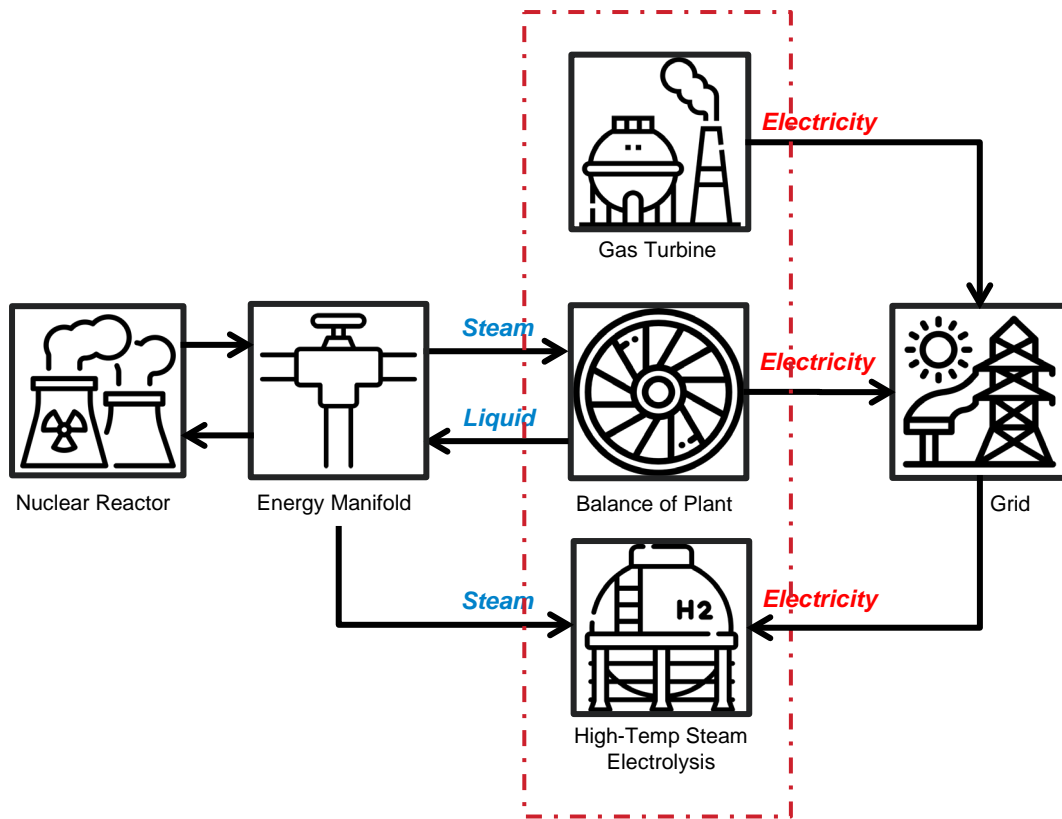 Electricity
Gas Turbine
Steam
Electricity
Liquid
Nuclear Reactor
Energy Manifold
Balance of Plant
Grid
Steam
Electricity
H2
High-Temp Steam
Electrolysis